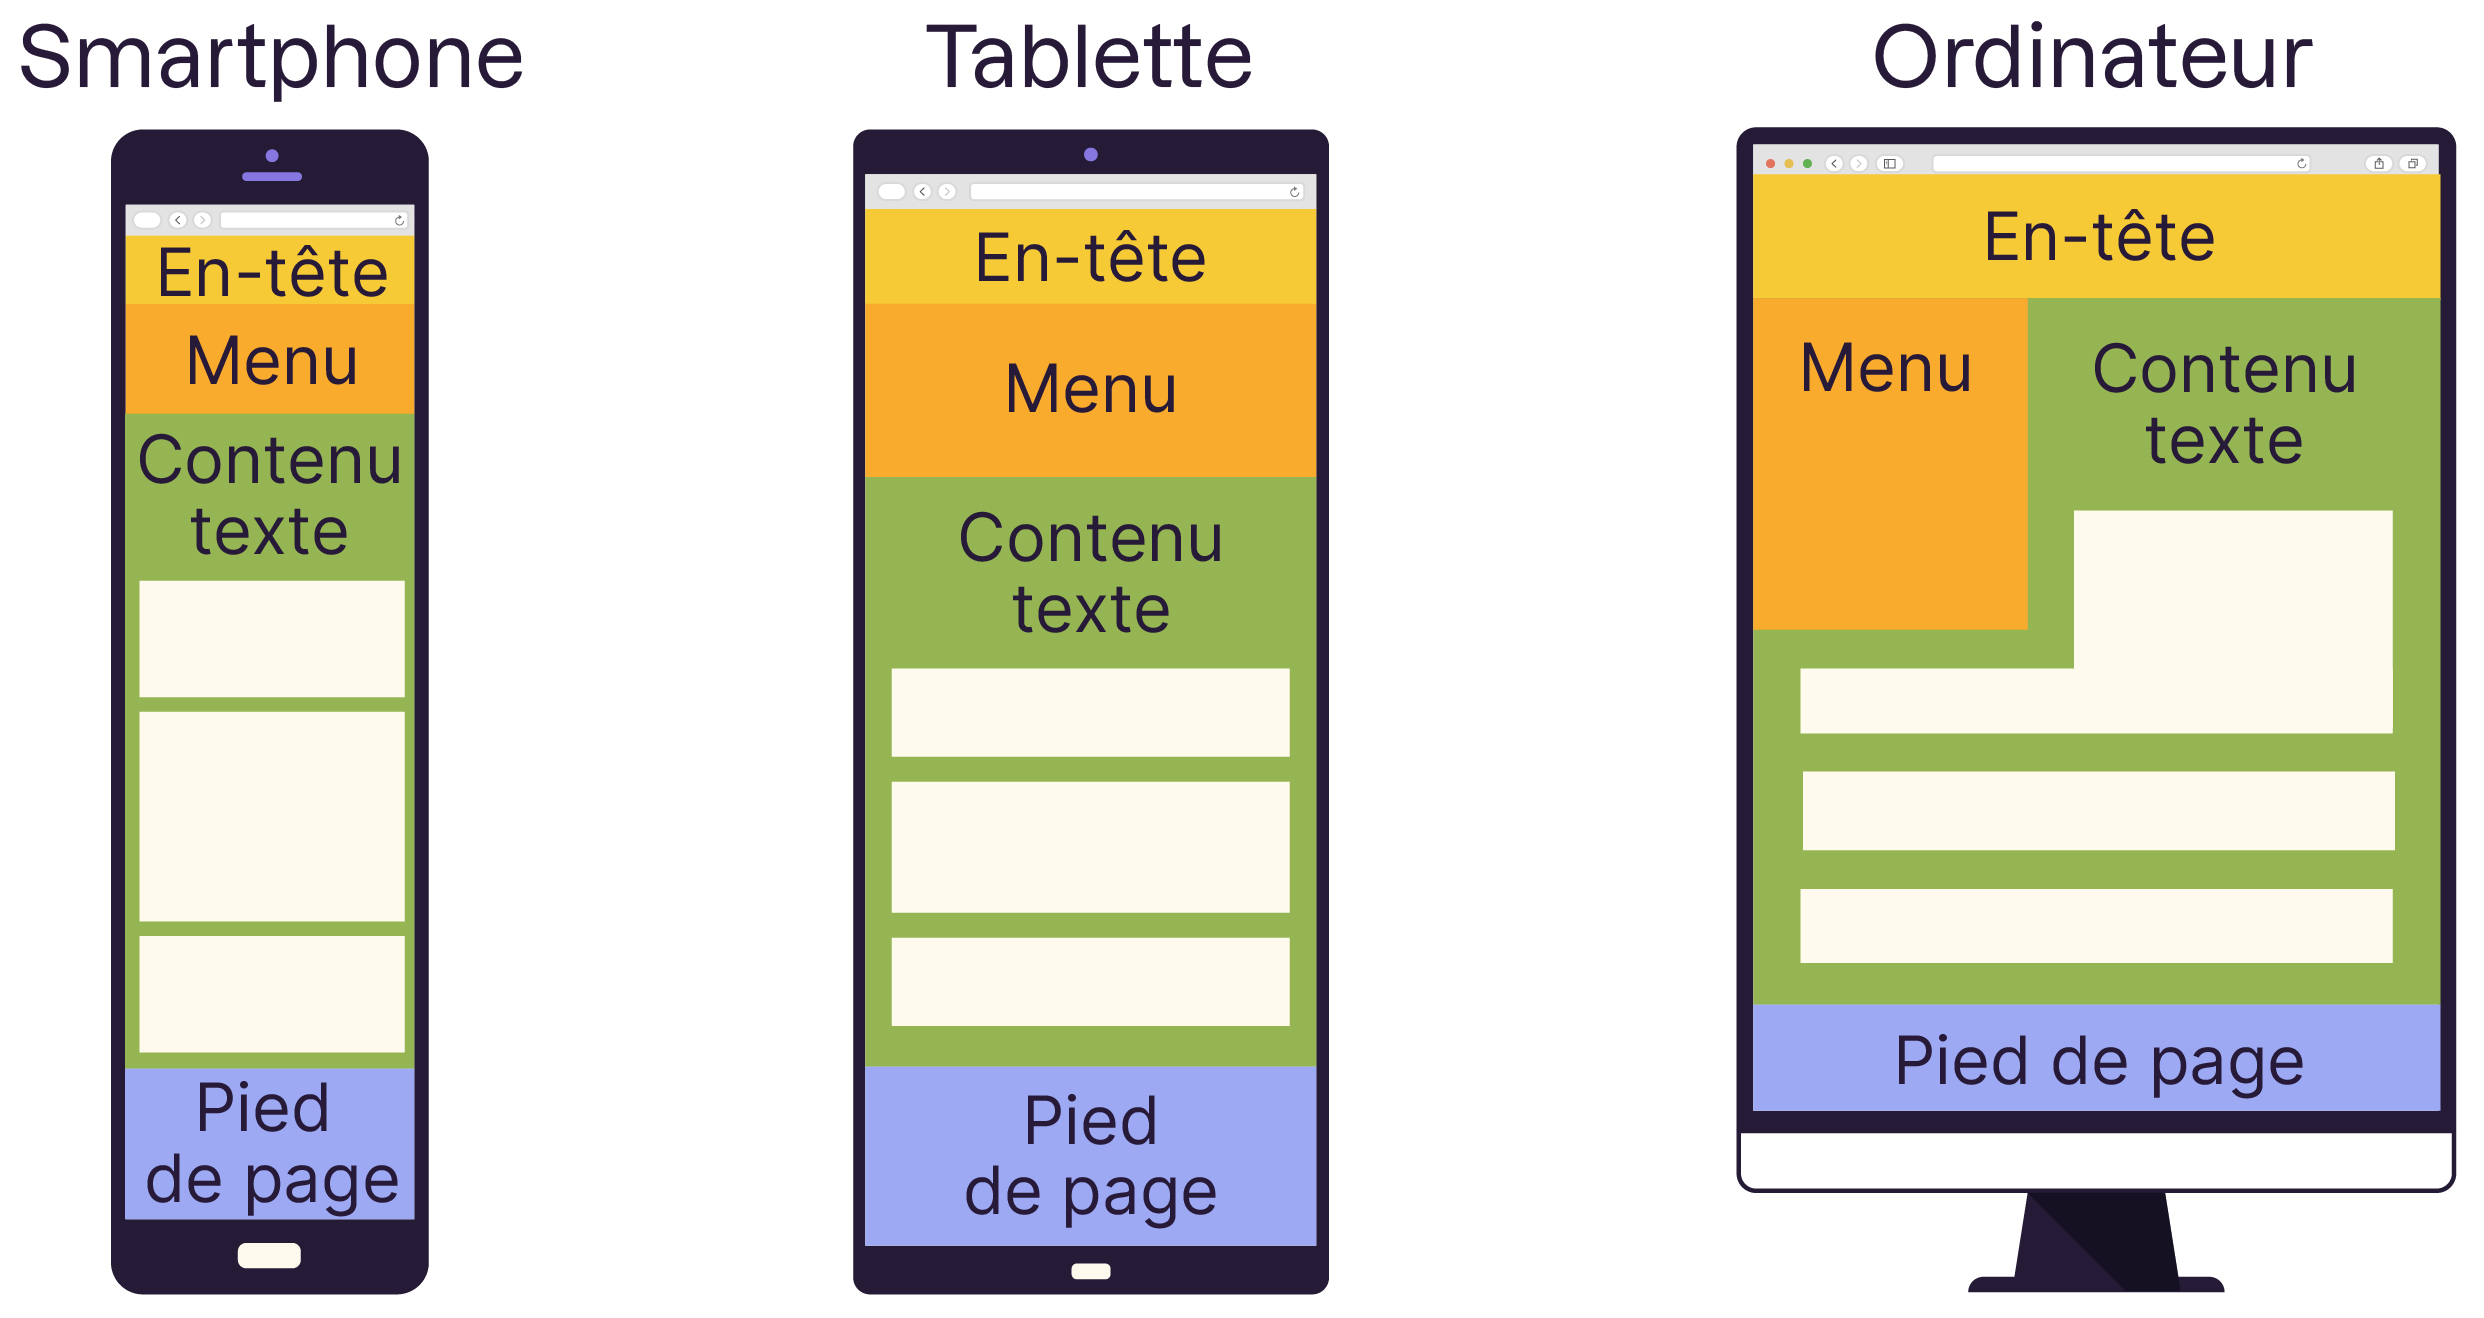 Smartphone
En-tête
Menu
Contenu
texte
Pied
de page
Tablette
En-tête
Menu
Contenu
texte
Pied
de page
Ordinateur
En-tête
Menu
Contenu
texte
Pied de page